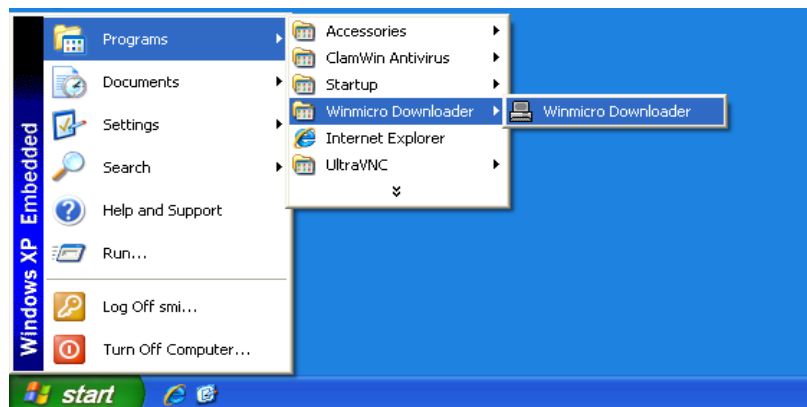 Windows XP Embedded
Programs
Documents
Settings
Search
Help and Support
Run...
Log Off smi...
Turn Off Computer...
Accessories
ClamWin Antivirus
Startup
Winmicro Downloader
Internet Explorer
UltraVNC
Winmicro Downloader
start